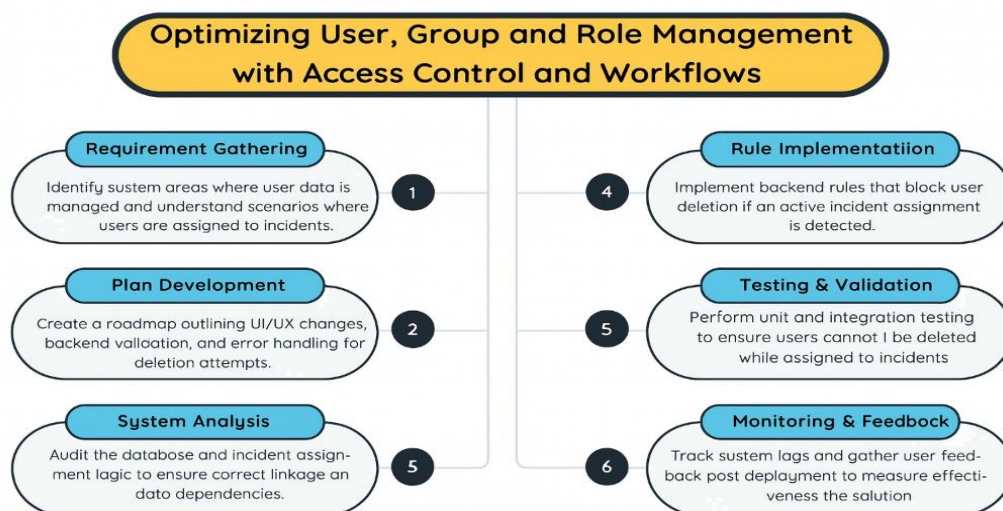 Optimizing User, Group and Role Management
with Access Control and Workflows
Requirement Gathering
Identify sustem areas where user data is
managed and understand scenarios where
users are assigned to incidents.
1
Plan Development
Create a roadmap outlining UI/UX changes,
backend vallɑation, and error handling for
deletion attempts.
2
System Analysis
Audit the database and incident assign-
ment logic to ensure correct linkage an
dato dependencies.
5
Rule Implementatiion
Implement backend rules that block user
deletion if an active incident assignment
is detected.
4
Testing & Validation
Perform unit and integration testing
to ensure users cannot I be deleted
while assigned to incidents
5
Monitoring & Feedback
Track sustem lags and gather user feed-
back post deployment to measure effecti-
veness the salution
6